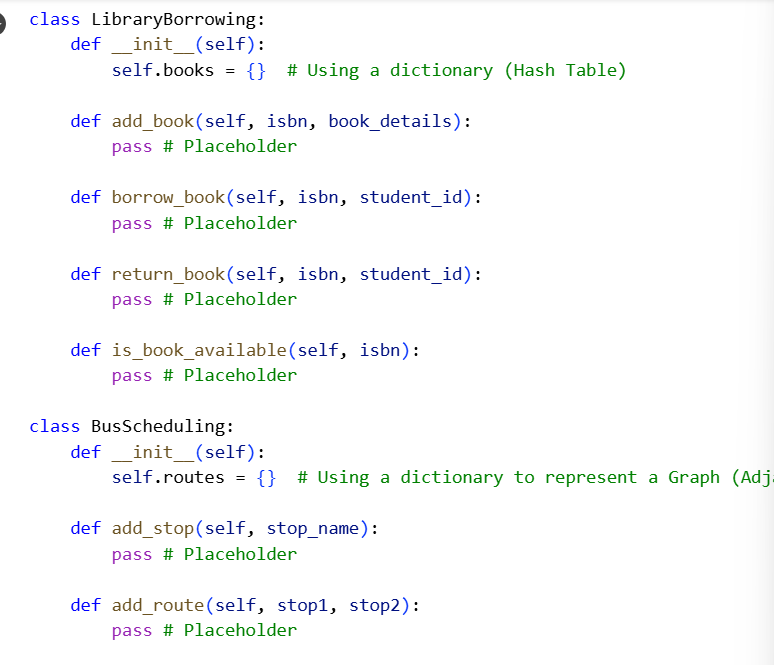 class LibraryBorrowing:
    def __init__(self):
        self.books = {}  # Using a dictionary (Hash Table)

    def add_book(self, isbn, book_details):
        pass # Placeholder

    def borrow_book(self, isbn, student_id):
        pass # Placeholder

    def return_book(self, isbn, student_id):
        pass # Placeholder

    def is_book_available(self, isbn):
        pass # Placeholder

class BusScheduling:
    def __init__(self):
        self.routes = {}  # Using a dictionary to represent a Graph

    def add_stop(self, stop_name):
        pass # Placeholder

    def add_route(self, stop1, stop2):
        pass # Placeholder